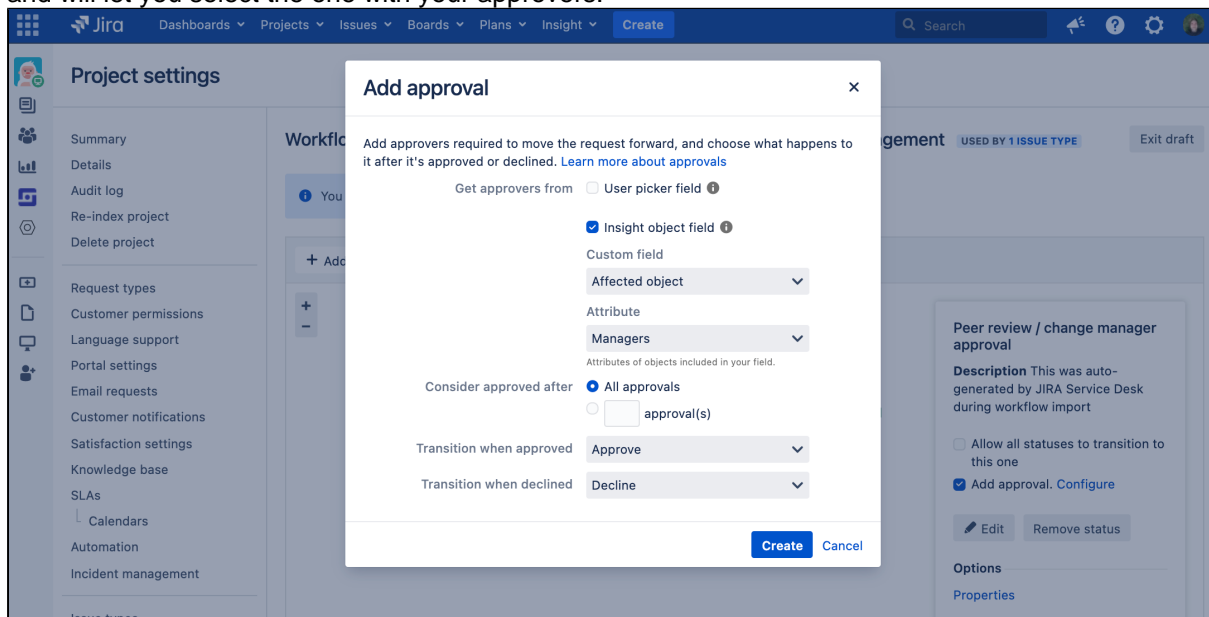 and will let you select the one with your approvers.
Jira Dashboards Projects Issues Boards Plans Insight Create Search
Project settings
Summary
Details
Audit log
Re-index project
Delete project
Request types
Customer permissions
Language support
Portal settings
Email requests
Customer notifications
Satisfaction settings
Knowledge base
SLAs
Calendars
Automation
Incident management
Workflo
gement USED BY 1 ISSUE TYPE Exit draft
You
+ Add
+
−
Add approval ×
Add approvers required to move the request forward, and choose what happens to
it after it's approved or declined. Learn more about approvals
Get approvers from User picker field
Insight object field
Custom field
Affected object
Attribute
Managers
Attributes of objects included in your field.
Consider approved after All approvals
approval(s)
Transition when approved Approve
Transition when declined Decline
Create Cancel
Peer review / change manager
approval
Description This was auto-
generated by JIRA Service Desk
during workflow import
Allow all statuses to transition to
this one
Add approval. Configure
Edit Remove status
Options
Properties